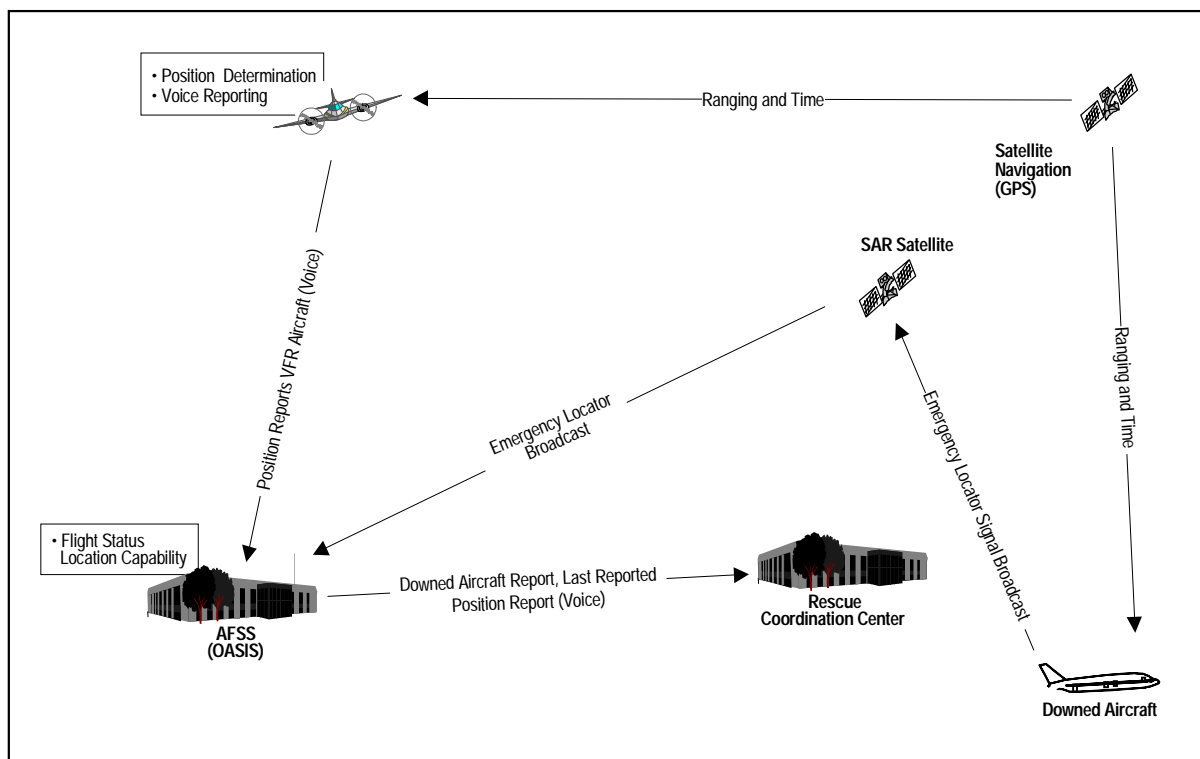 • Position Determination
• Voice Reporting
Ranging and Time
Satellite
Navigation
(GPS)
SAR Satellite
Position Reports VFR Aircraft (Voice)
Emergency Locator
Broadcast
Ranging and Time
Emergency Locator Signal Broadcast
• Flight Status
Location Capability
Downed Aircraft Report, Last Reported
Position Report (Voice)
AFSS
(OASIS)
Rescue
Coordination Center
Downed Aircraft